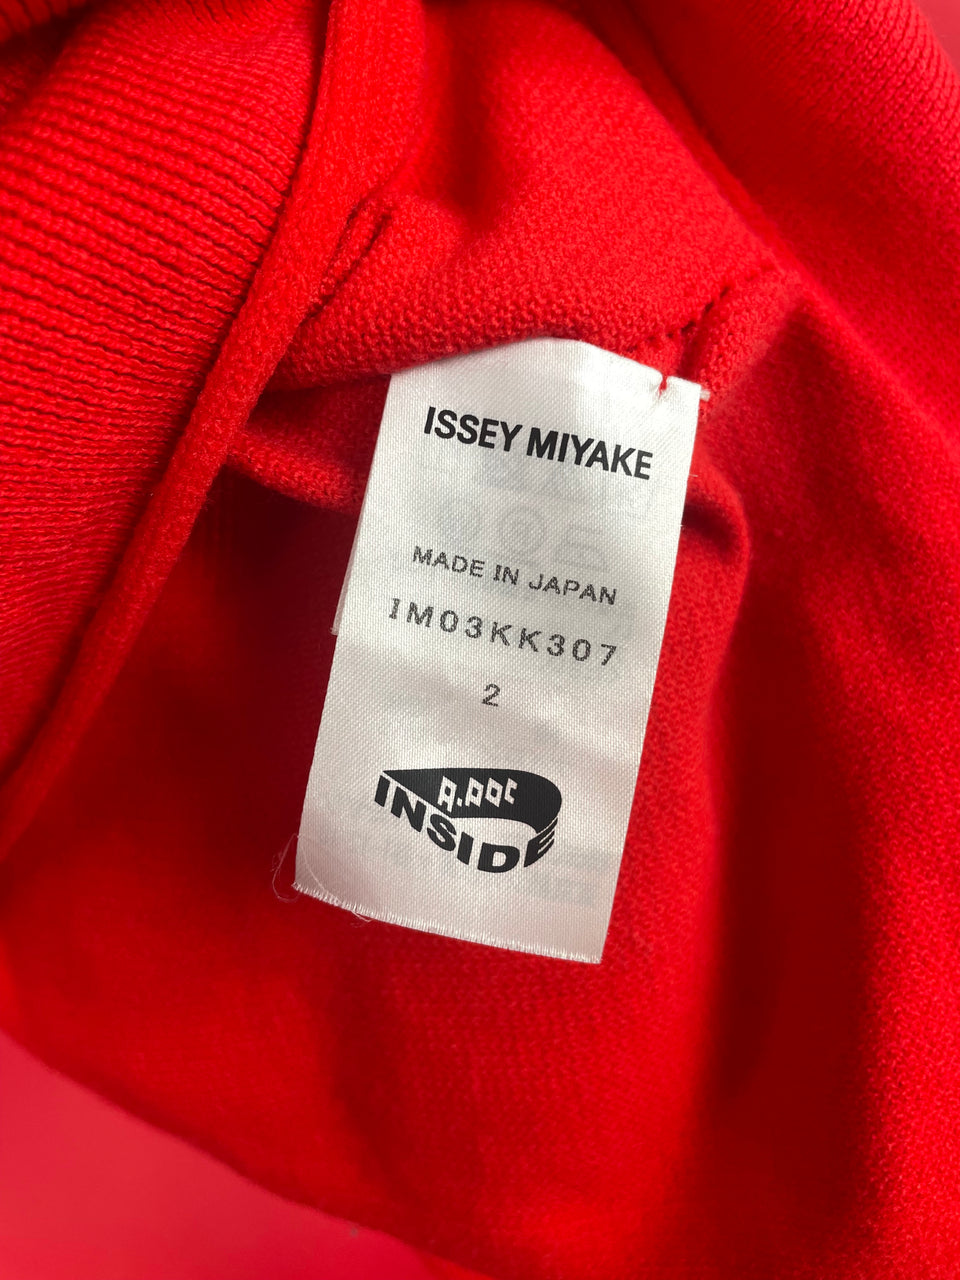 ISSEY MIYAKE
MADE IN JAPAN
IM03KK307
2
A.POC
INSIDE